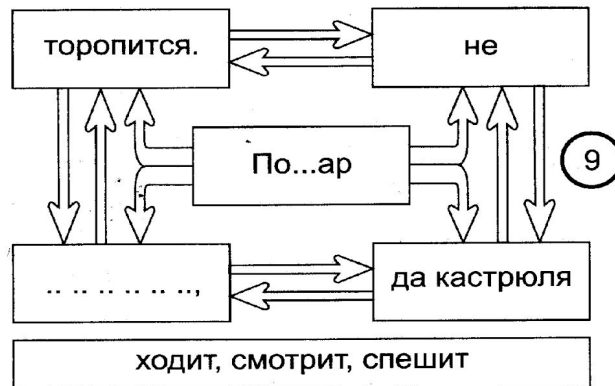 торопится.
не
По...ар
9
.. .. .. .. .. ..,
да кастрюля
ходит, смотрит, спешит